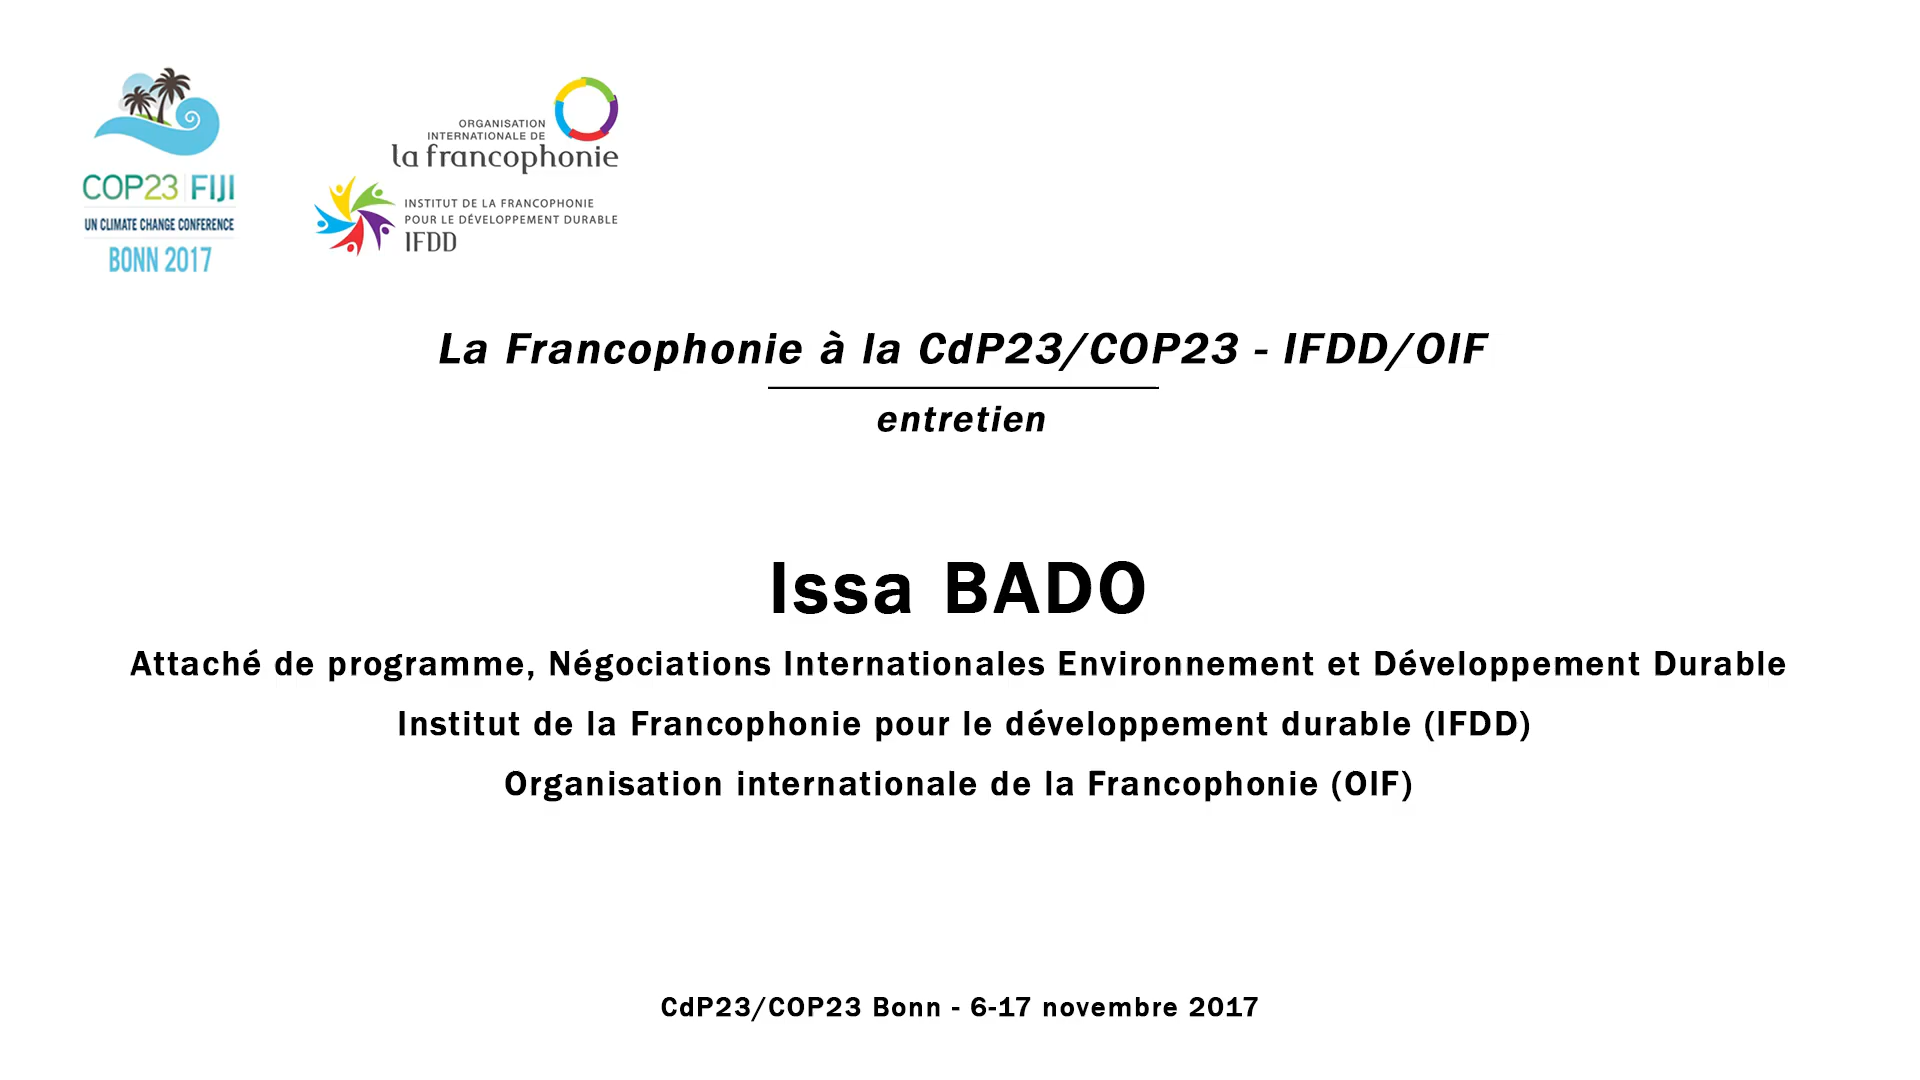 COP23 | FIJI
UN CLIMATE CHANGE CONFERENCE
BONN 2017
ORGANISATION
INTERNATIONALE DE
la francophonie
INSTITUT DE LA FRANCOPHONIE
POUR LE DÉVELOPPEMENT DURABLE
IFDD
La Francophonie à la CdP23/COP23 - IFDD/OIF
entretien
Issa BADO
Attaché de programme, Négociations Internationales Environnement et Développement Durable
Institut de la Francophonie pour le développement durable (IFDD)
Organisation internationale de la Francophonie (OIF)
CdP23/COP23 Bonn - 6-17 novembre 2017